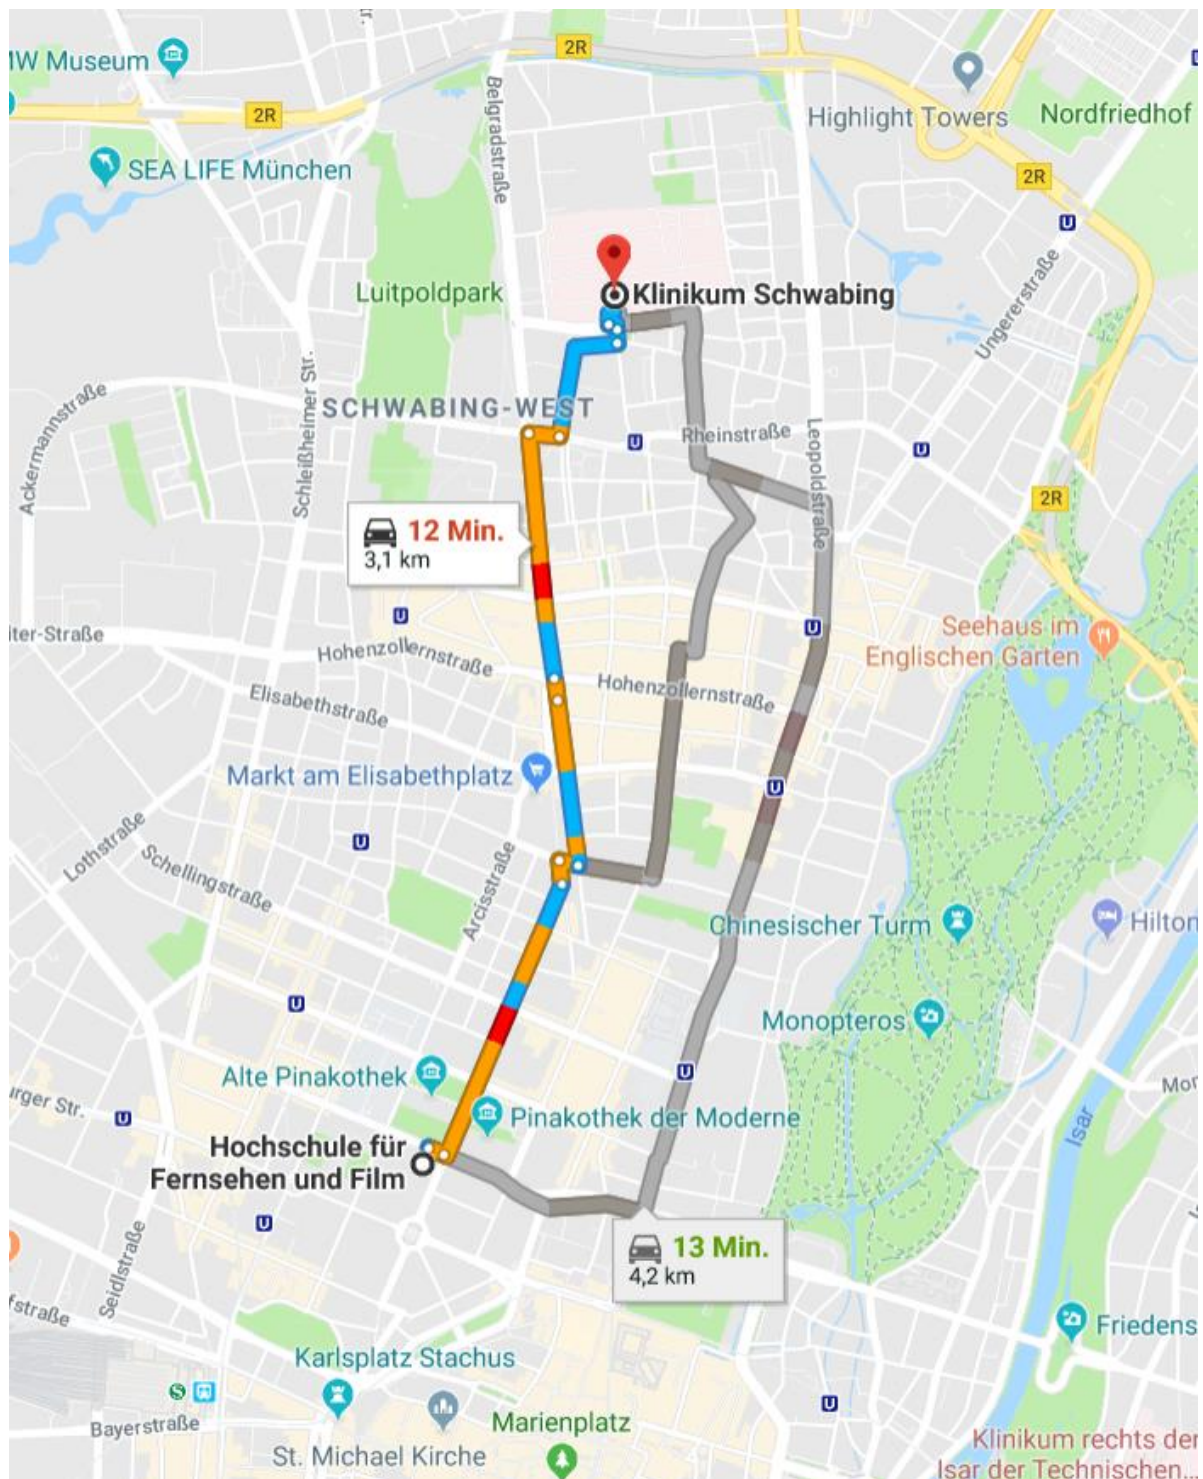 2R
IW Museum
2R
Highlight Towers
Nordfriedhof
Belgradstraße
SEA LIFE München
2R
U
Ungererstraße
Luitpoldpark
Klinikum Schwabing
Schleißheimer Str.
Ackermannstraße
SCHWABING-WEST
U
Rheinstraße
Leopoldstraße
U
2R
12 Min.
3,1 km
U
U
Seehaus im
Englischen Garten
lter-Straße
Hohenzollernstraße
Hohenzollernstraße
Elisabethstraße
Markt am Elisabethplatz
U
Lothstraße
U
Schellingstraße
Arcisstraße
Chinesischer Turm
Hilton
U
Monopteros
U
Alte Pinakothek
Mor
urger Str.
U
Pinakothek der Moderne
Isar
Hochschule für
Fernsehen und Film
U
Seidlstraße
13 Min.
4,2 km
fstraße
Friedens
Karlsplatz Stachus
S
U
Bayerstraße
Marienplatz
St. Michael Kirche
Klinikum rechts der
Isar der Technischen...